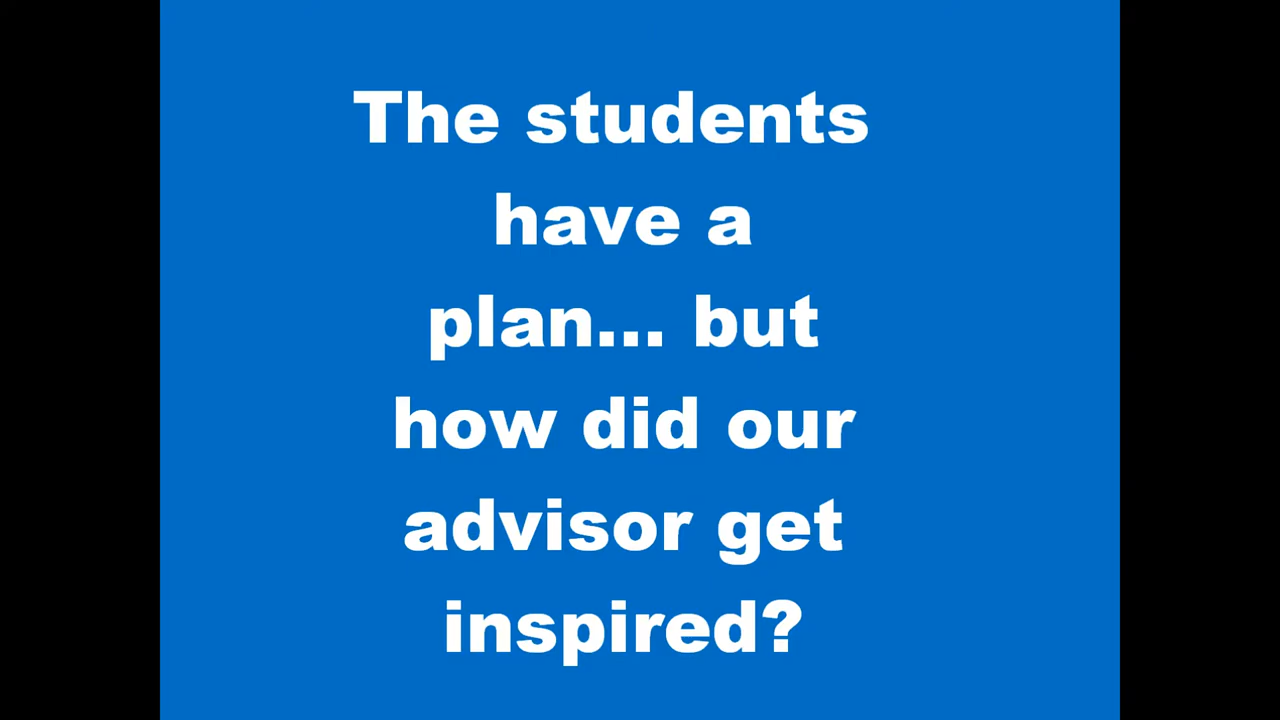 The students
have a
plan... but
how did our
advisor get
inspired?